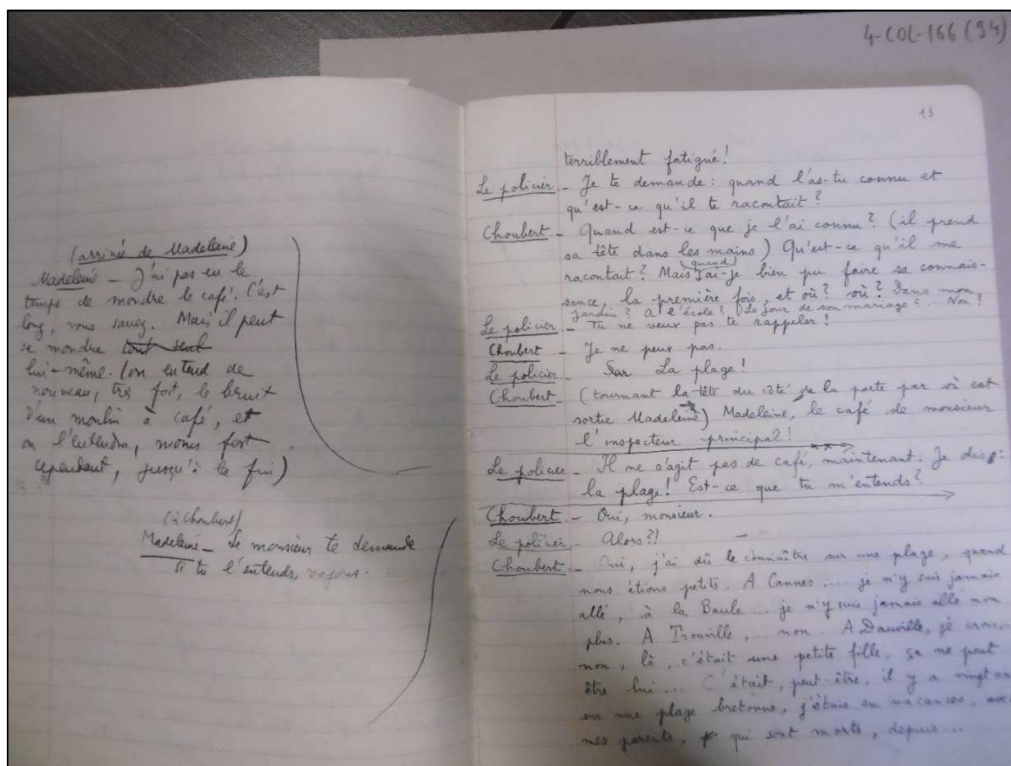 4-COL-166 (94)
(arrivée de Madeleine)
Madeleine – J'ai pas eu le
temps de moudre le café. C'est
long, vous savez. Mais il peut
se moudre tout seul
lui-même. (on entend de
nouveau, très fort, le bruit
d'un moulin à café, et
on l'entendra, moins fort
cependant, jusqu'à la fin)
(à Choubert)
Madeleine – Le monsieur te demande
si tu l'entends, voyons.
13
terriblement fatigué!
Le policier – Je te demande : quand l'as-tu connu et
qu'est-ce qu'il te racontait?
Choubert – Quand est-ce que je l'ai connu? (il prend
sa tête dans les mains) Qu'est-ce qu'il me
racontait? Mais quand ai-je bien pu faire sa connais-
sance, la première fois, et où? où? Dans mon
jardin? A l'école? Le jour de son mariage? ... Non!
Le policier – Tu ne veux pas te rappeler!
Choubert – Je ne peux pas.
Le policier – Sur La plage!
Choubert – (tournant la tête du côté de la porte par où est
sortie Madeleine) Madeleine, le café de monsieur
l'inspecteur principal!
Le policier – Il ne s'agit pas de café, maintenant. Je dis :
la plage! Est-ce que tu m'entends?
Choubert – Oui, monsieur.
Le policier – Alors?!
Choubert – Oui, j'ai dû le connaître sur une plage, quand
nous étions petits. A Cannes ... je n'y suis jamais
allé, à la Baule ... je n'y suis jamais allé non
plus. A Trouville, ... non. A Dauville, je crois,
non, là, c'était une petite fille, ça ne peut
être lui ... C'était, peut-être, il y a vingt an
sur une plage bretonne, j'étais en vacances, avec
mes parents, qui sont morts, depuis ...